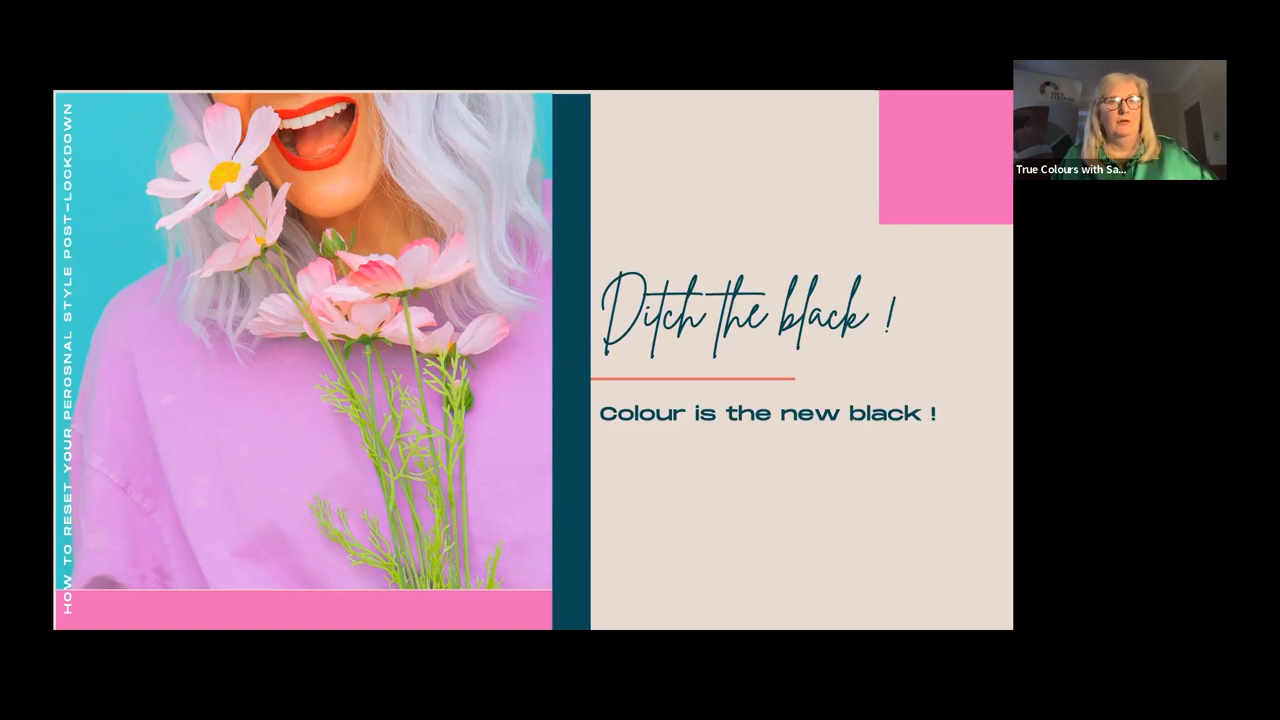 HOW TO RESET YOUR PEROSNAL STYLE POST-LOCKDOWN
Ditch the black !
Colour is the new black !
True Colours with Sa...